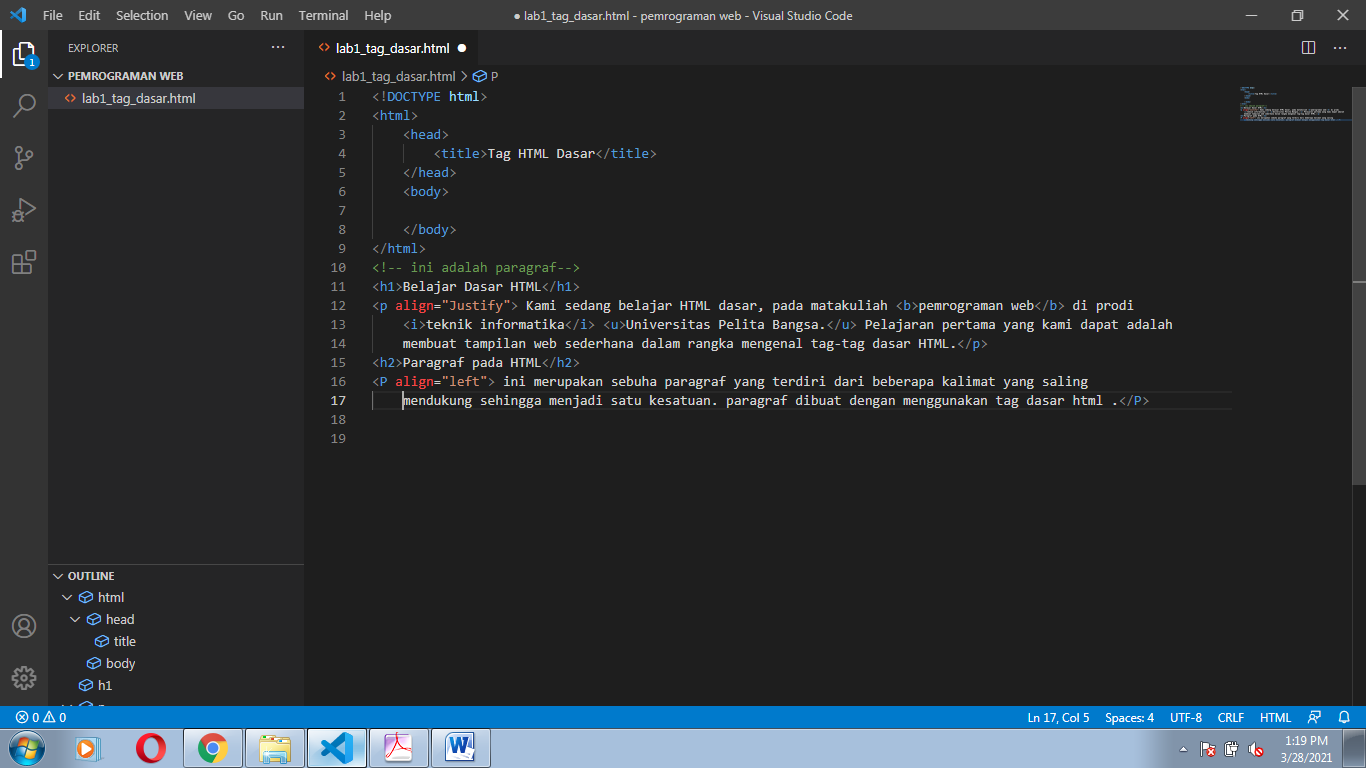 File Edit Selection View Go Run Terminal Help ● lab1_tag_dasar.html - pemrograman web - Visual Studio Code
EXPLORER
PEMROGRAMAN WEB
lab1_tag_dasar.html
lab1_tag_dasar.html
lab1_tag_dasar.html > P
1 <!DOCTYPE html>
2 <html>
3 <head>
4 <title>Tag HTML Dasar</title>
5 </head>
6 <body>
7
8 </body>
9 </html>
10 <!-- ini adalah paragraf-->
11 <h1>Belajar Dasar HTML</h1>
12 <p align="Justify"> Kami sedang belajar HTML dasar, pada matakuliah <b>pemrograman web</b> di prodi
13 <i>teknik informatika</i> <u>Universitas Pelita Bangsa.</u> Pelajaran pertama yang kami dapat adalah
14 membuat tampilan web sederhana dalam rangka mengenal tag-tag dasar HTML.</p>
15 <h2>Paragraf pada HTML</h2>
16 <P align="left"> ini merupakan sebuha paragraf yang terdiri dari beberapa kalimat yang saling
17 mendukung sehingga menjadi satu kesatuan. paragraf dibuat dengan menggunakan tag dasar html .</P>
18
19
1
OUTLINE
html
head
title
body
h1
0 0
Ln 17, Col 5 Spaces: 4 UTF-8 CRLF HTML
1:19 PM
3/28/2021